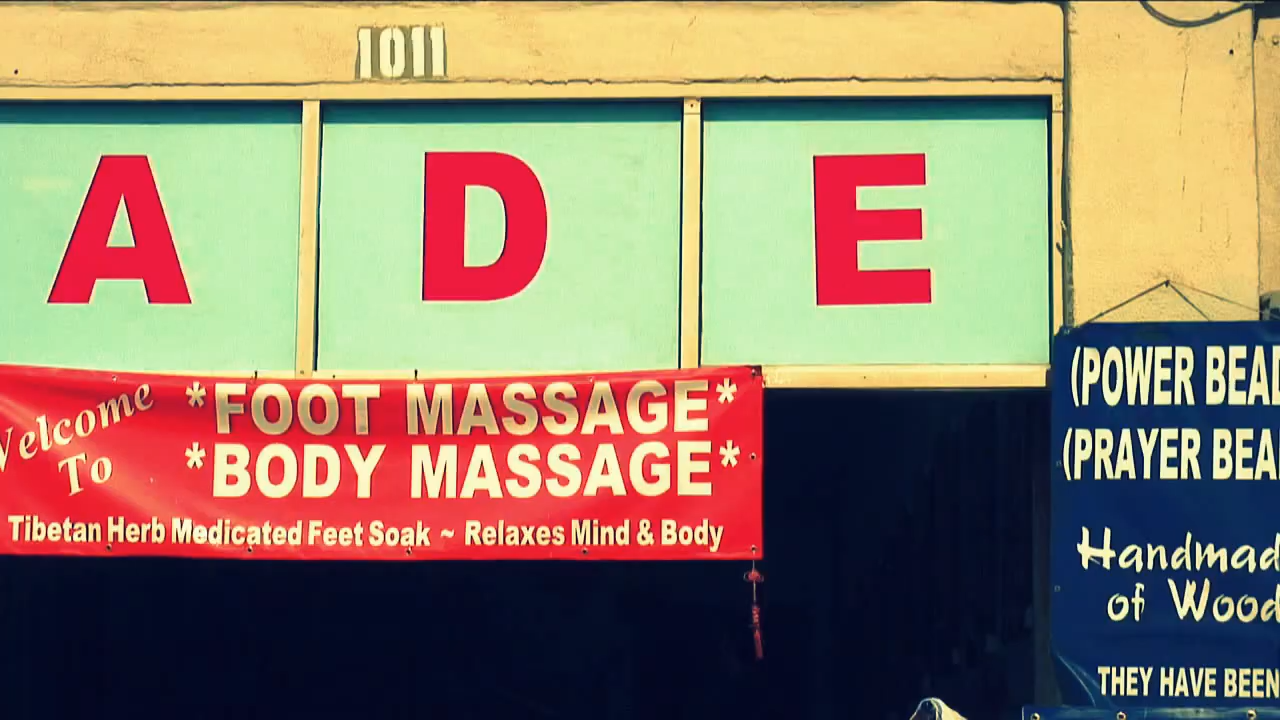 1011
A D E
Welcome
To
*FOOT MASSAGE*
*BODY MASSAGE*
Tibetan Herb Medicated Feet Soak ~ Relaxes Mind & Body
(POWER BEAD
(PRAYER BEA
Handmad
of Wood
THEY HAVE BEEN